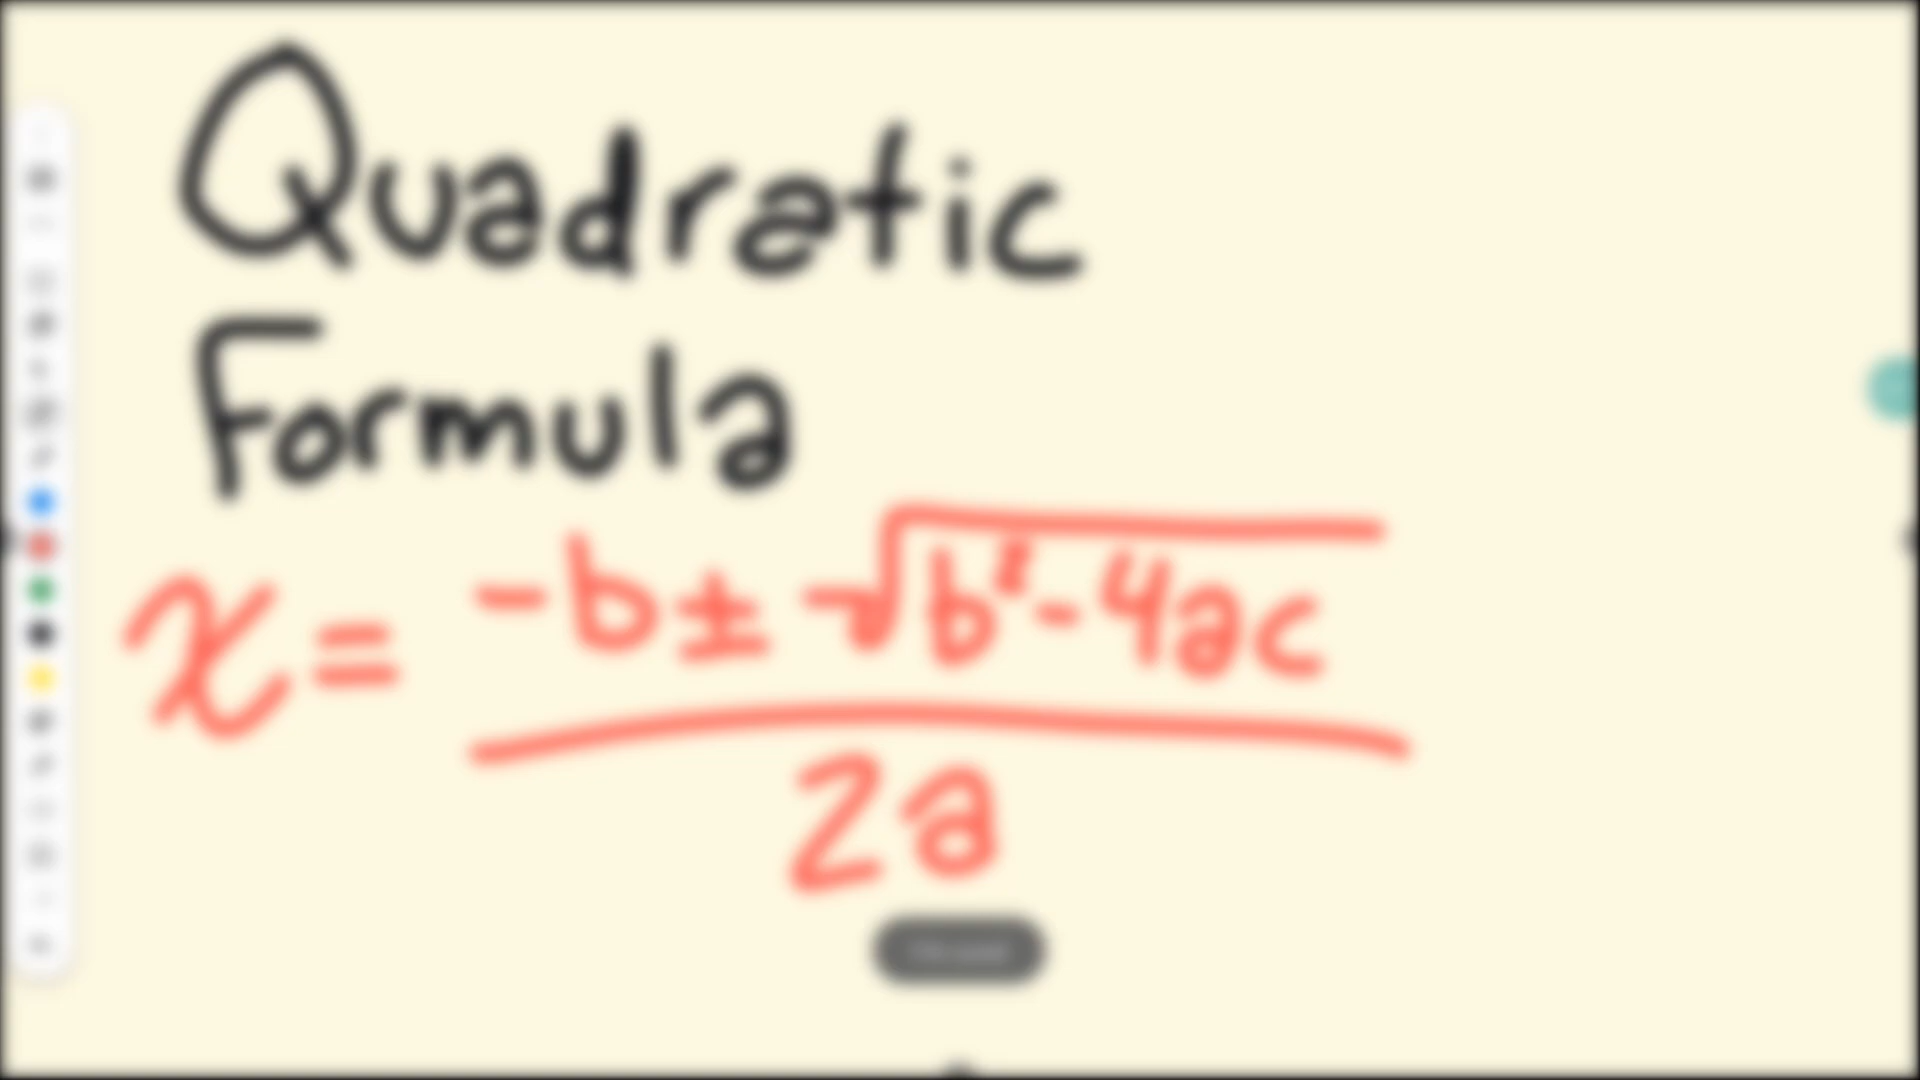 Quadratic
Formula
x = -b ± √b² - 4ac
2a